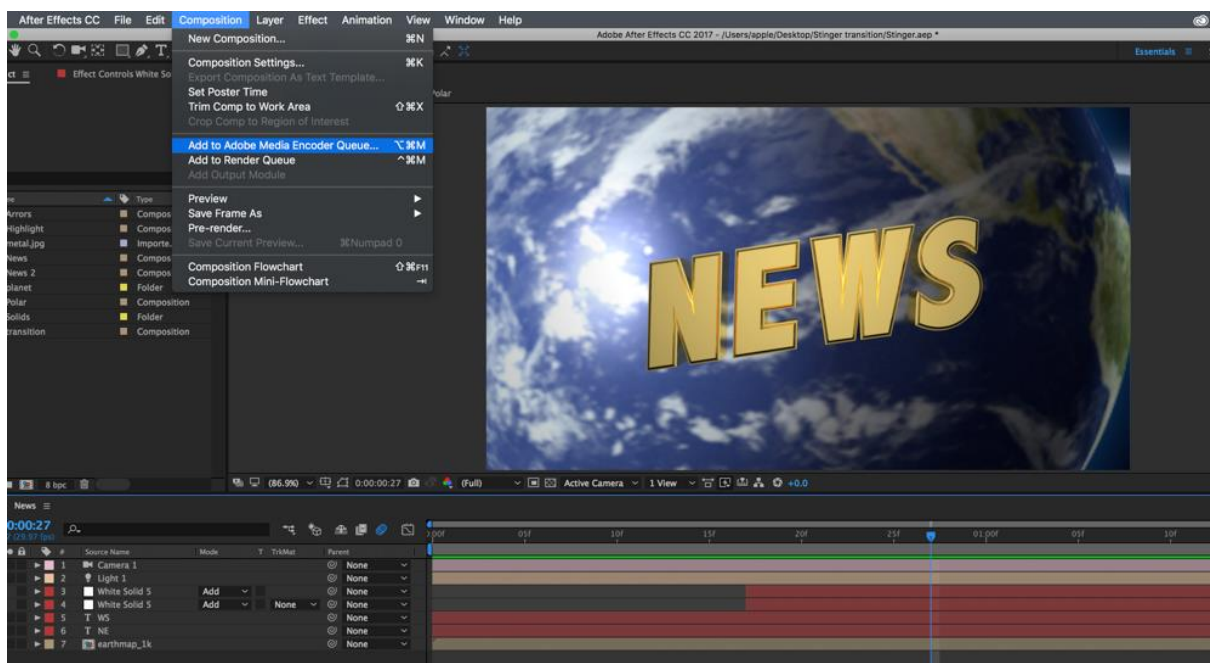 After Effects CC File Edit Composition Layer Effect Animation View Window Help
Adobe After Effects CC 2017 - /Users/apple/Desktop/Stinger transition/Stinger.aep *
Essentials
Effect Controls White So
Polar
New Composition... ⌘N
Composition Settings... ⌘K
Export Composition As Text Template...
Set Poster Time
Trim Comp to Work Area ⇧⌘X
Crop Comp to Region of Interest
Add to Adobe Media Encoder Queue... ⌥⌘M
Add to Render Queue ^⌘M
Add Output Module
Preview
Save Frame As
Pre-render...
Save Current Preview... ⌘Numpad 0
Composition Flowchart ⇧⌘F11
Composition Mini-Flowchart
Type
Arrors Compos
Highlight Compos
metal.jpg Importe.
News Compos
News 2 Compos
planet Folder
Polar Composition
Solids Folder
transition Composition
NEWS
8 bpc
(86.9%) 0:00:00:27 (Full) Active Camera 1 View +0.0
News
0:00:27
(29.97 fps)
05f 10f 15f 20f 25f 01:00f 05f 10f
# Source Name Mode T TrkMat Parent
1 Camera 1 None
2 Light 1 None
3 White Solid 5 Add None
4 White Solid 5 Add None None
5 T WS None
6 T NE None
7 earthmap_1k None